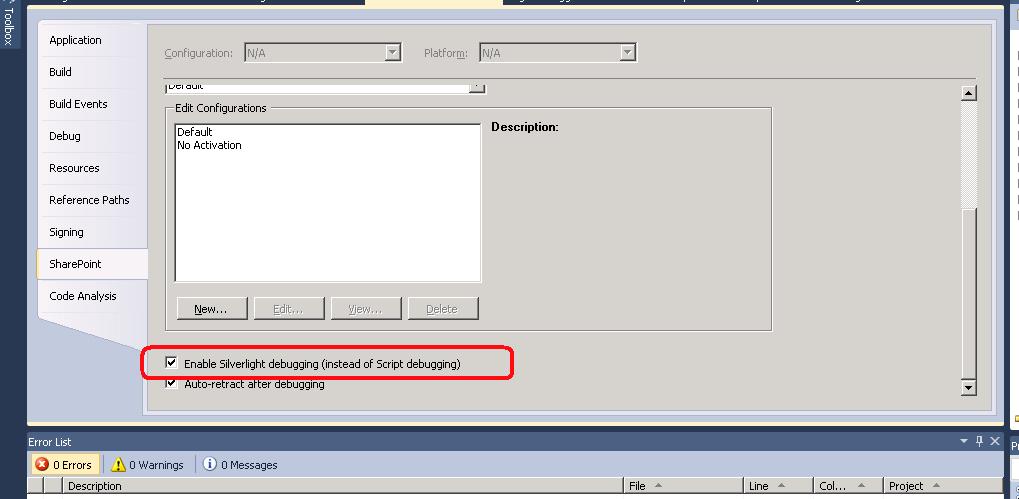 Toolbox
Application
Build
Build Events
Debug
Resources
Reference Paths
Signing
SharePoint
Code Analysis
Configuration: N/A Platform: N/A
Default
Edit Configurations
Default
No Activation
Description:
New... Edit... View... Delete
Enable Silverlight debugging (instead of Script debugging)
Auto-retract after debugging
Error List
0 Errors 0 Warnings 0 Messages
Description File Line Col... Project